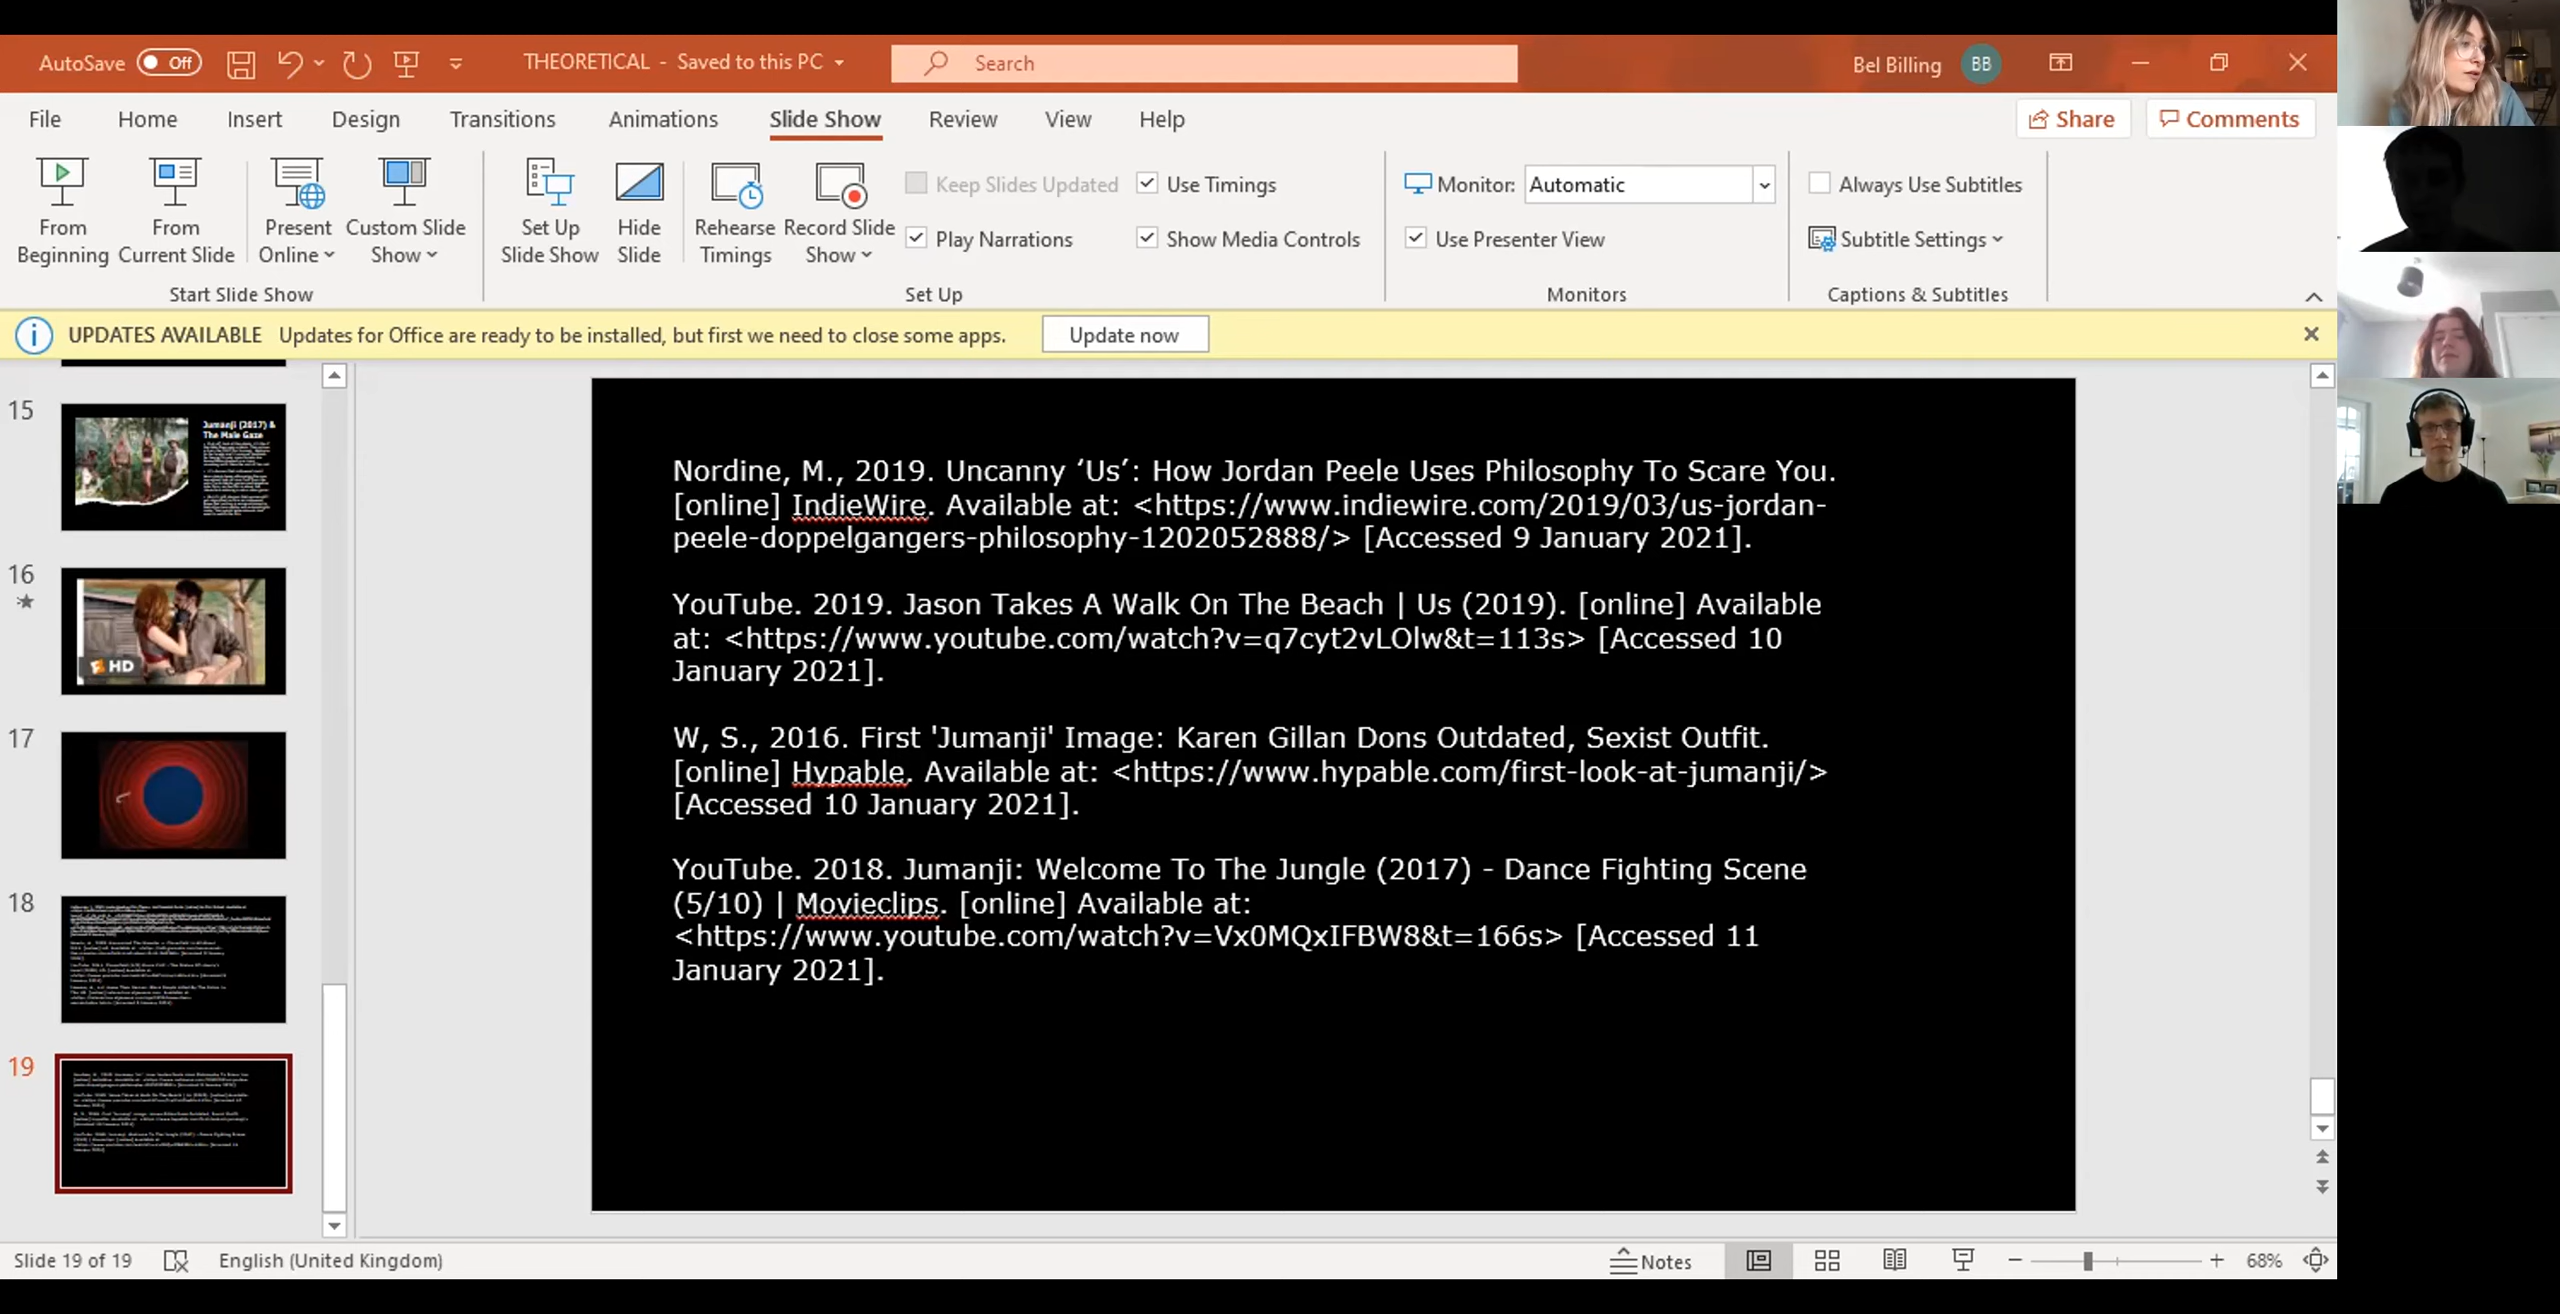 AutoSave Off
THEORETICAL - Saved to this PC
Search
Bel Billing BB
File Home Insert Design Transitions Animations Slide Show Review View Help
Share Comments
From Beginning
From Current Slide
Present Online
Custom Slide Show
Start Slide Show
Set Up Slide Show
Hide Slide
Rehearse Timings
Record Slide Show
Keep Slides Updated
Play Narrations
Use Timings
Show Media Controls
Set Up
Monitor: Automatic
Use Presenter View
Monitors
Always Use Subtitles
Subtitle Settings
Captions & Subtitles
UPDATES AVAILABLE Updates for Office are ready to be installed, but first we need to close some apps. Update now
15
Jumanji (2017) &
The Male Gaze
16
HD
17
18
19
Nordine, M., 2019. Uncanny ‘Us’: How Jordan Peele Uses Philosophy To Scare You.
[online] IndieWire. Available at: <https://www.indiewire.com/2019/03/us-jordan-
peele-doppelgangers-philosophy-1202052888/> [Accessed 9 January 2021].
YouTube. 2019. Jason Takes A Walk On The Beach | Us (2019). [online] Available
at: <https://www.youtube.com/watch?v=q7cyt2vLOlw&t=113s> [Accessed 10
January 2021].
W, S., 2016. First 'Jumanji' Image: Karen Gillan Dons Outdated, Sexist Outfit.
[online] Hypable. Available at: <https://www.hypable.com/first-look-at-jumanji/>
[Accessed 10 January 2021].
YouTube. 2018. Jumanji: Welcome To The Jungle (2017) - Dance Fighting Scene
(5/10) | Movieclips. [online] Available at:
<https://www.youtube.com/watch?v=Vx0MQxIFBW8&t=166s> [Accessed 11
January 2021].
Slide 19 of 19 English (United Kingdom)
Notes 68%